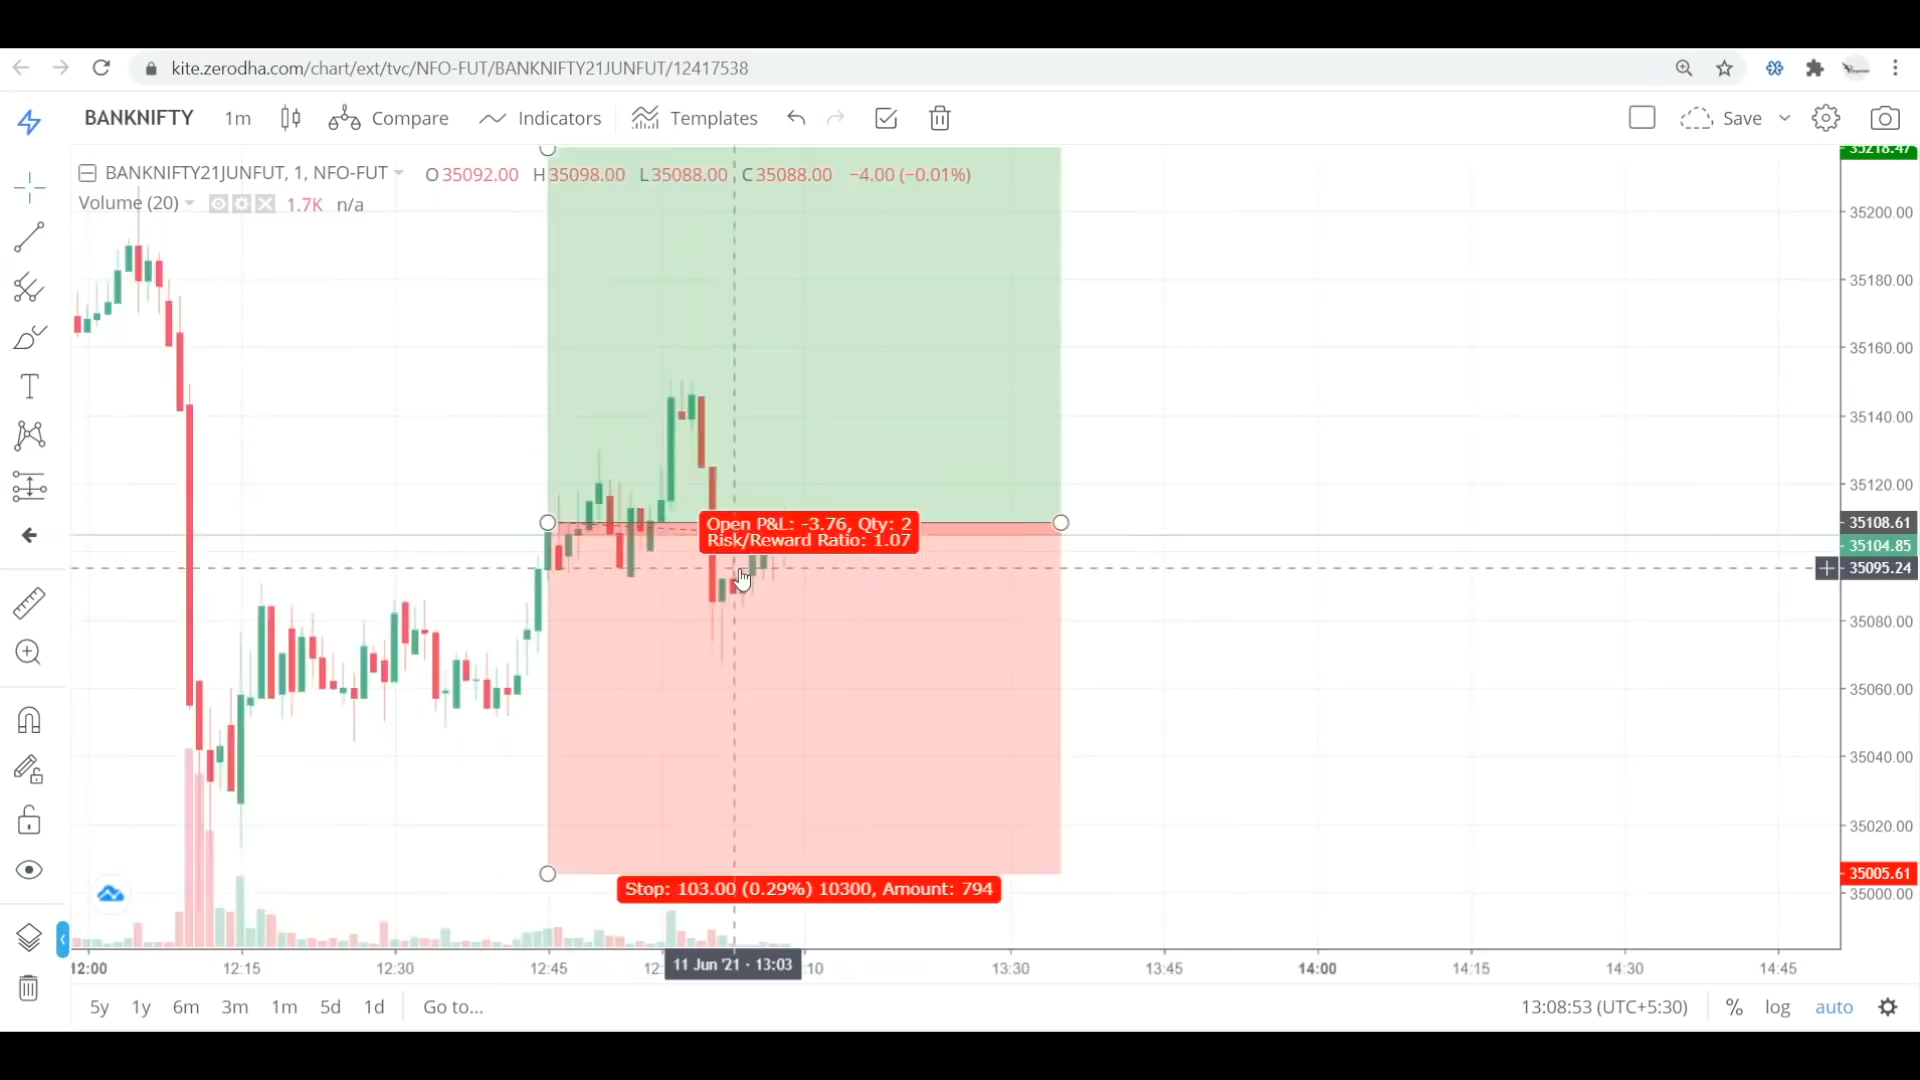 kite.zerodha.com/chart/ext/tvc/NFO-FUT/BANKNIFTY21JUNFUT/12417538
BANKNIFTY 1m Compare Indicators Templates Save
BANKNIFTY21JUNFUT, 1, NFO-FUT O35092.00 H35098.00 L35088.00 C35088.00 −4.00 (−0.01%)
Volume (20) 1.7K n/a
35218.47
35200.00
35180.00
35160.00
35140.00
35120.00
35108.61
Open P&L: -3.76, Qty: 2
Risk/Reward Ratio: 1.07
35104.85
35095.24
35080.00
35060.00
35040.00
35020.00
35005.61
Stop: 103.00 (0.29%) 10300, Amount: 794
35000.00
12:00 12:15 12:30 12:45 11 Jun '21 · 13:03 13:30 13:45 14:00 14:15 14:30 14:45
5y 1y 6m 3m 1m 5d 1d Go to... 13:08:53 (UTC+5:30) % log auto